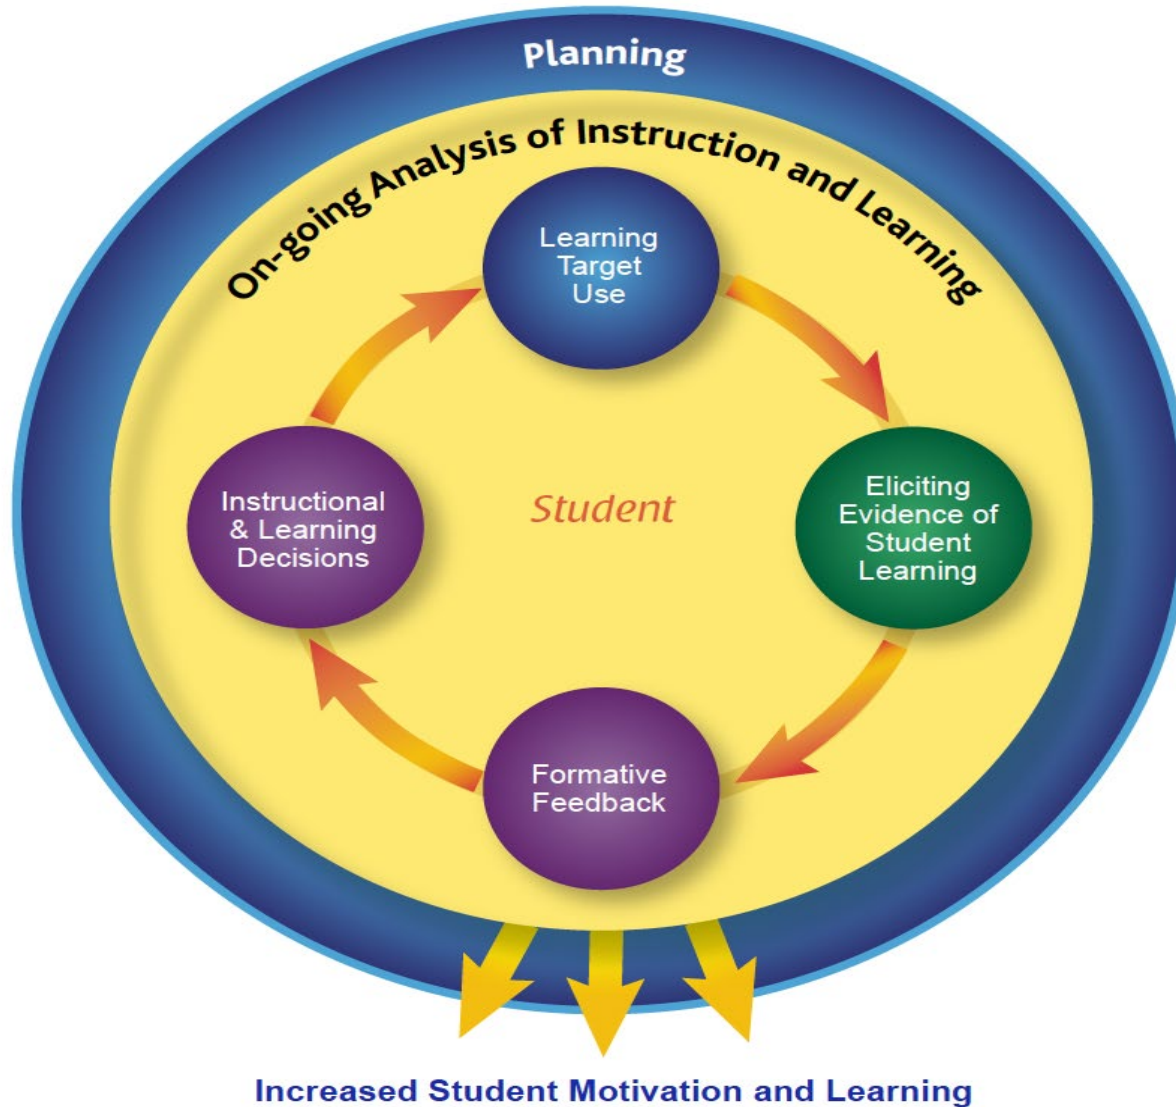 Planning
On-going Analysis of Instruction and Learning
Learning
Target
Use
Instructional
& Learning
Decisions
Student
Eliciting
Evidence of
Student
Learning
Formative
Feedback
Increased Student Motivation and Learning